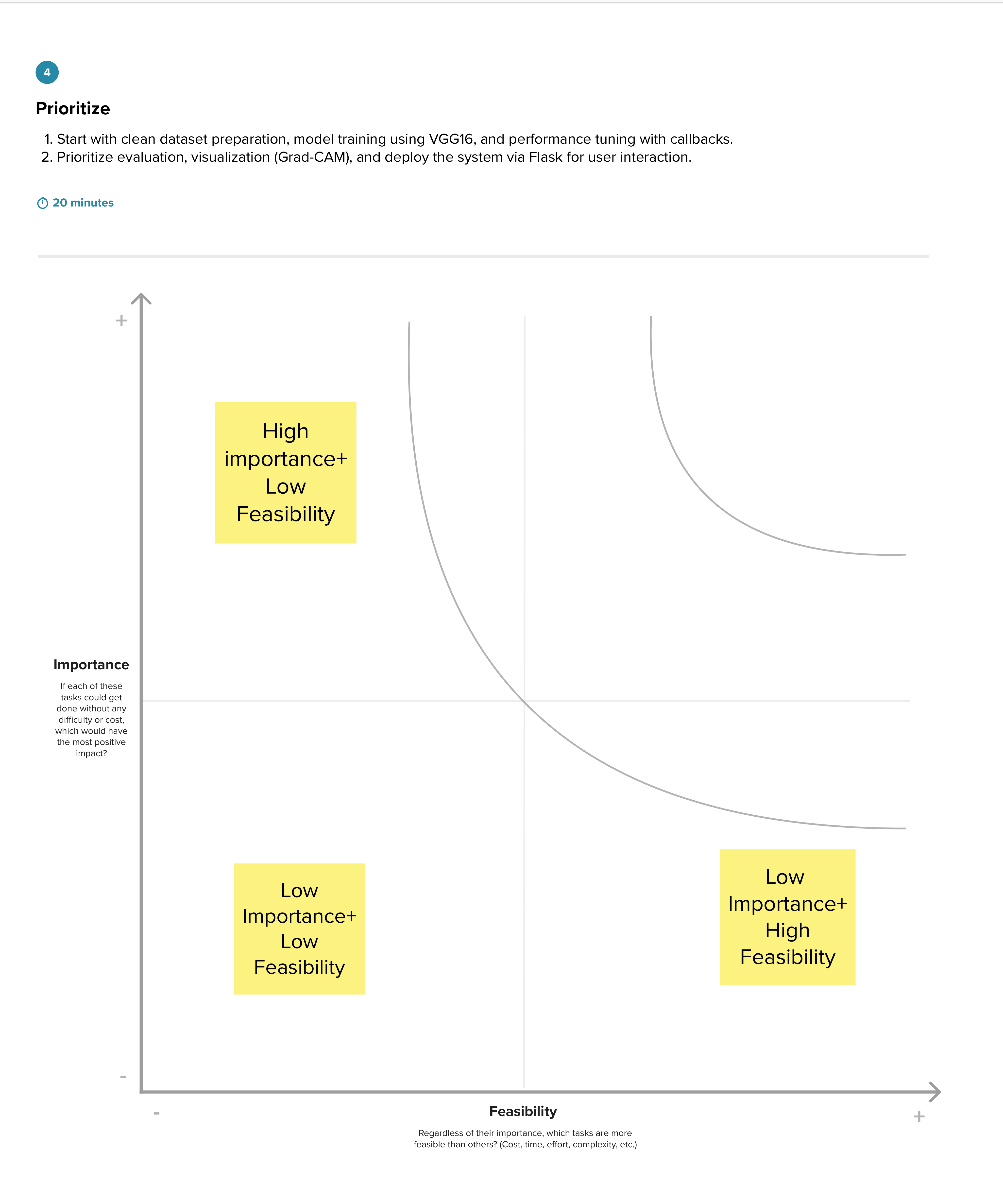 4
Prioritize
1. Start with clean dataset preparation, model training using VGG16, and performance tuning with callbacks.
2. Prioritize evaluation, visualization (Grad-CAM), and deploy the system via Flask for user interaction.
20 minutes
+
High
importance+
Low
Feasibility
Importance
If each of these
tasks could get
done without any
difficulty or cost,
which would have
the most positive
impact?
Low
Importance+
Low
Feasibility
Low
Importance+
High
Feasibility
-
-
Feasibility
+
Regardless of their importance, which tasks are more
feasible than others? (Cost, time, effort, complexity, etc.)